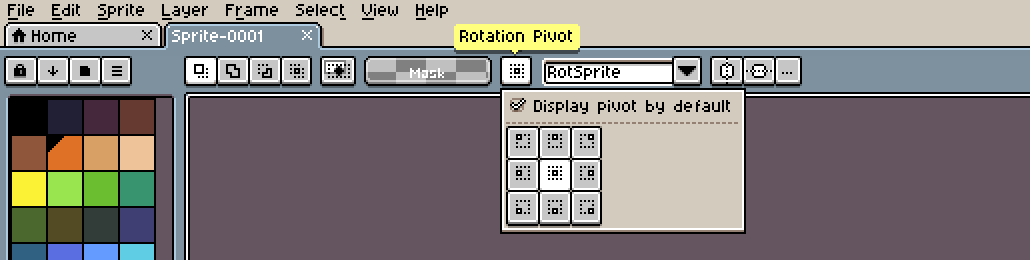 File Edit Sprite Layer Frame Select View Help
Home Sprite-0001
Rotation Pivot
Mask RotSprite
Display pivot by default